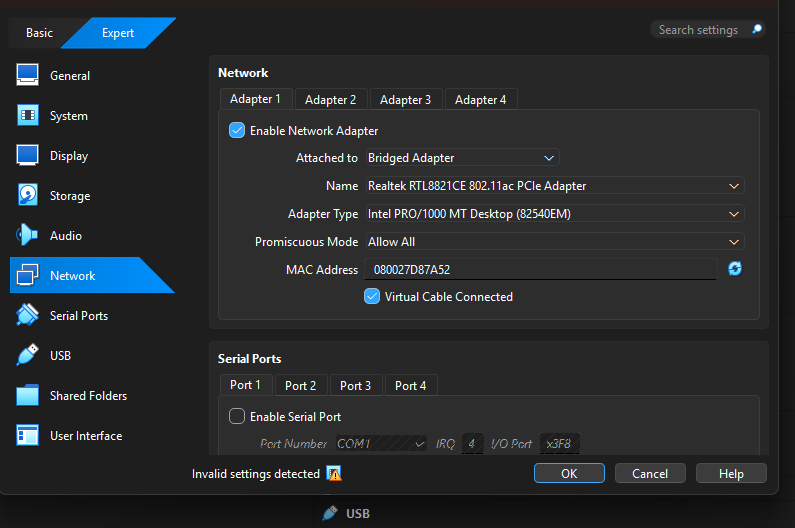 Basic Expert Search settings
General
System
Display
Storage
Audio
Network
Serial Ports
USB
Shared Folders
User Interface
Network
Adapter 1 Adapter 2 Adapter 3 Adapter 4
Enable Network Adapter
Attached to Bridged Adapter
Name Realtek RTL8821CE 802.11ac PCIe Adapter
Adapter Type Intel PRO/1000 MT Desktop (82540EM)
Promiscuous Mode Allow All
MAC Address 080027D87A52
Virtual Cable Connected
Serial Ports
Port 1 Port 2 Port 3 Port 4
Enable Serial Port
Port Number COM1 IRQ 4 I/O Port x3F8
Invalid settings detected OK Cancel Help
USB